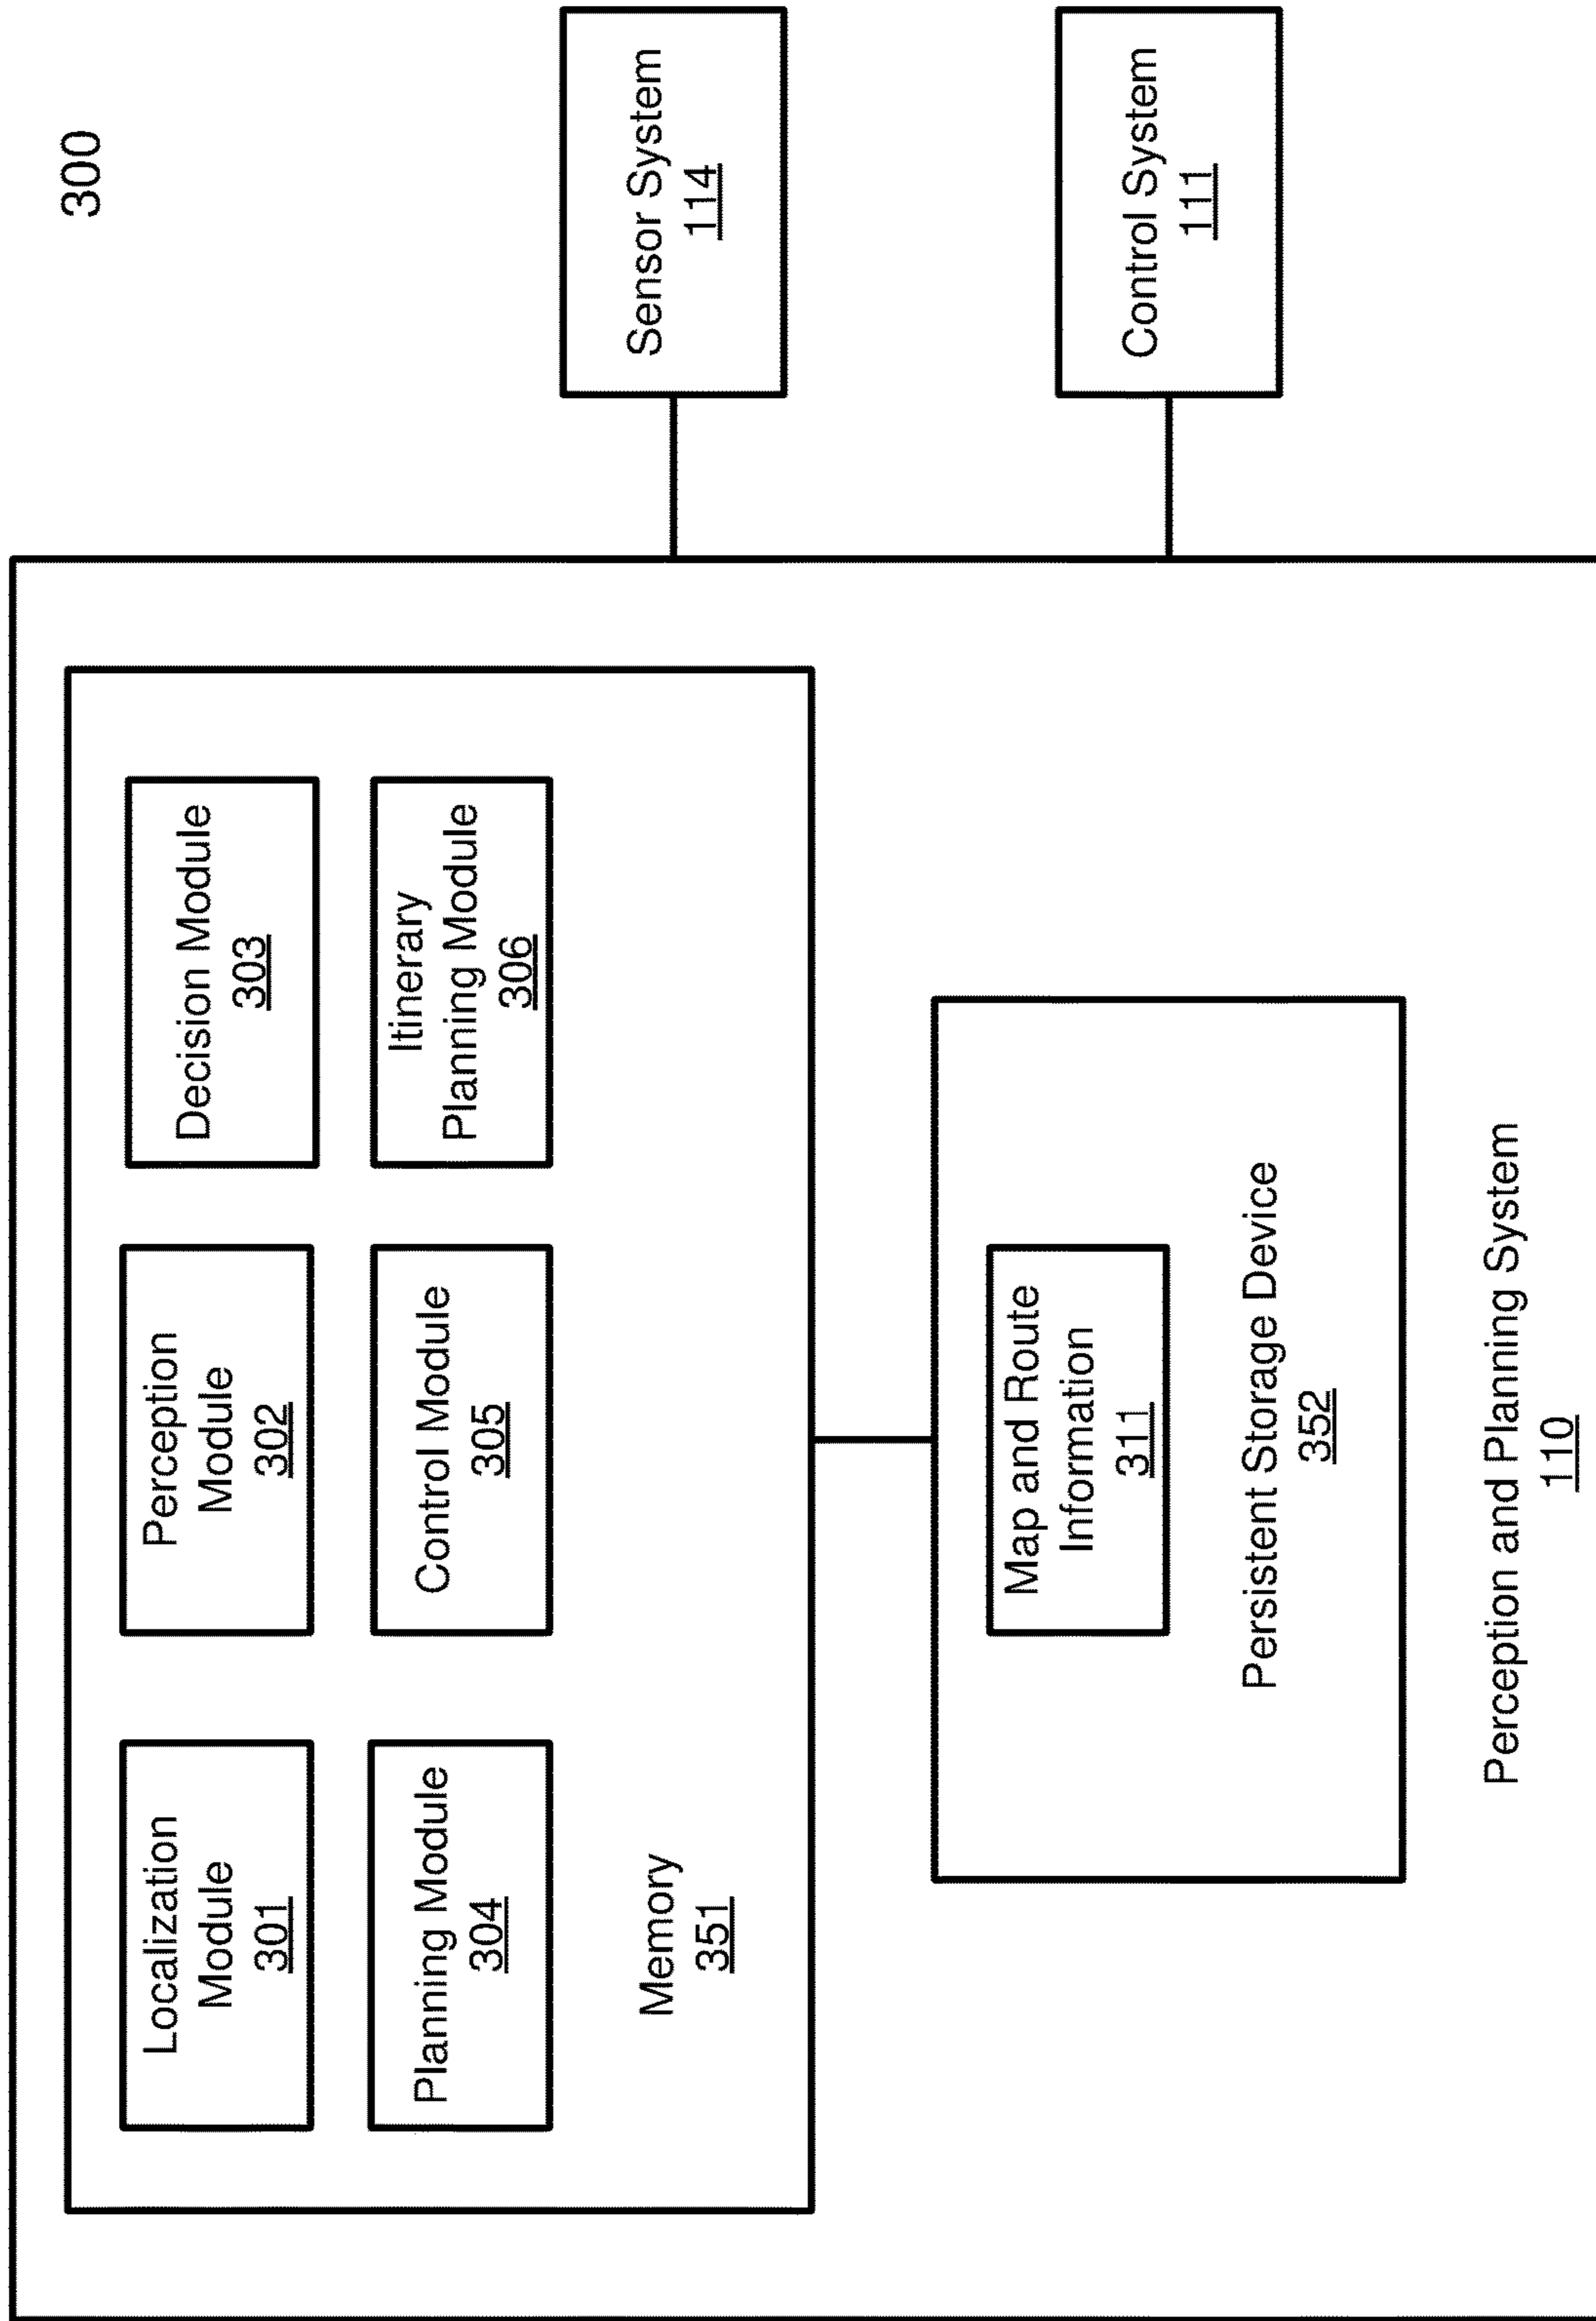 300
Localization
Module
301
Perception
Module
302
Decision Module
303
Planning Module
304
Control Module
305
Itinerary
Planning Module
306
Memory
351
Map and Route
Information
311
Persistent Storage Device
352
Perception and Planning System
110
Sensor System
114
Control System
111